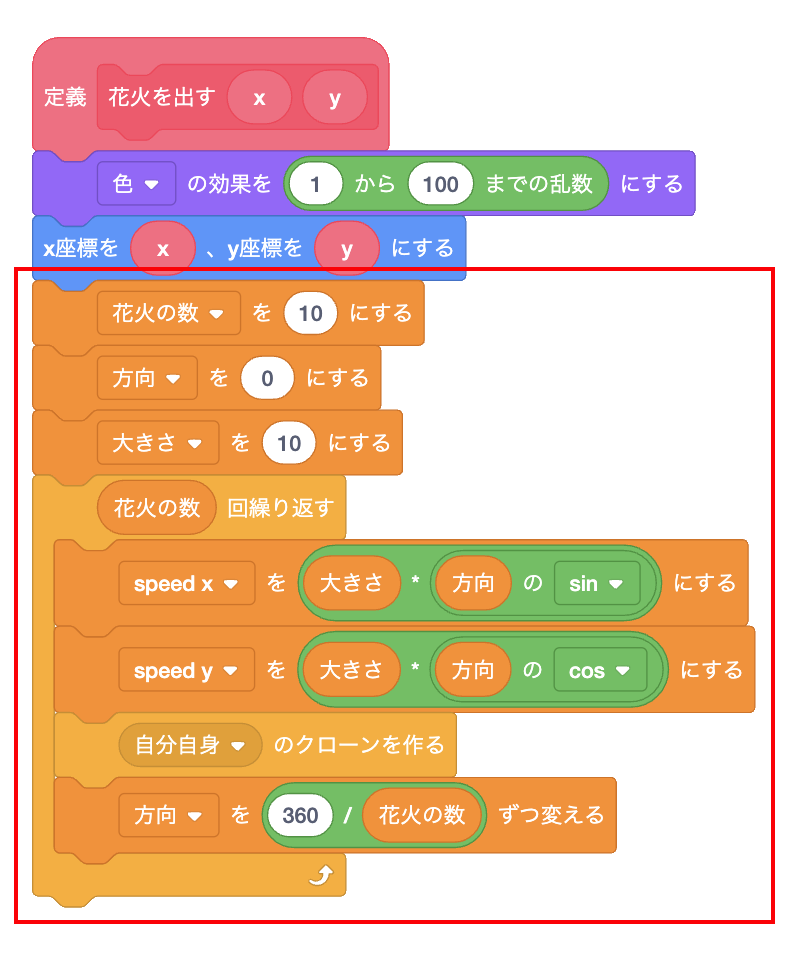 定義 花火を出す x y
色 の効果を 1 から 100 までの乱数 にする
x座標を x 、y座標を y にする
花火の数 を 10 にする
方向 を 0 にする
大きさ を 10 にする
花火の数 回繰り返す
speed x を 大きさ * 方向 の sin にする
speed y を 大きさ * 方向 の cos にする
自分自身 のクローンを作る
方向 を 360 / 花火の数 ずつ変える